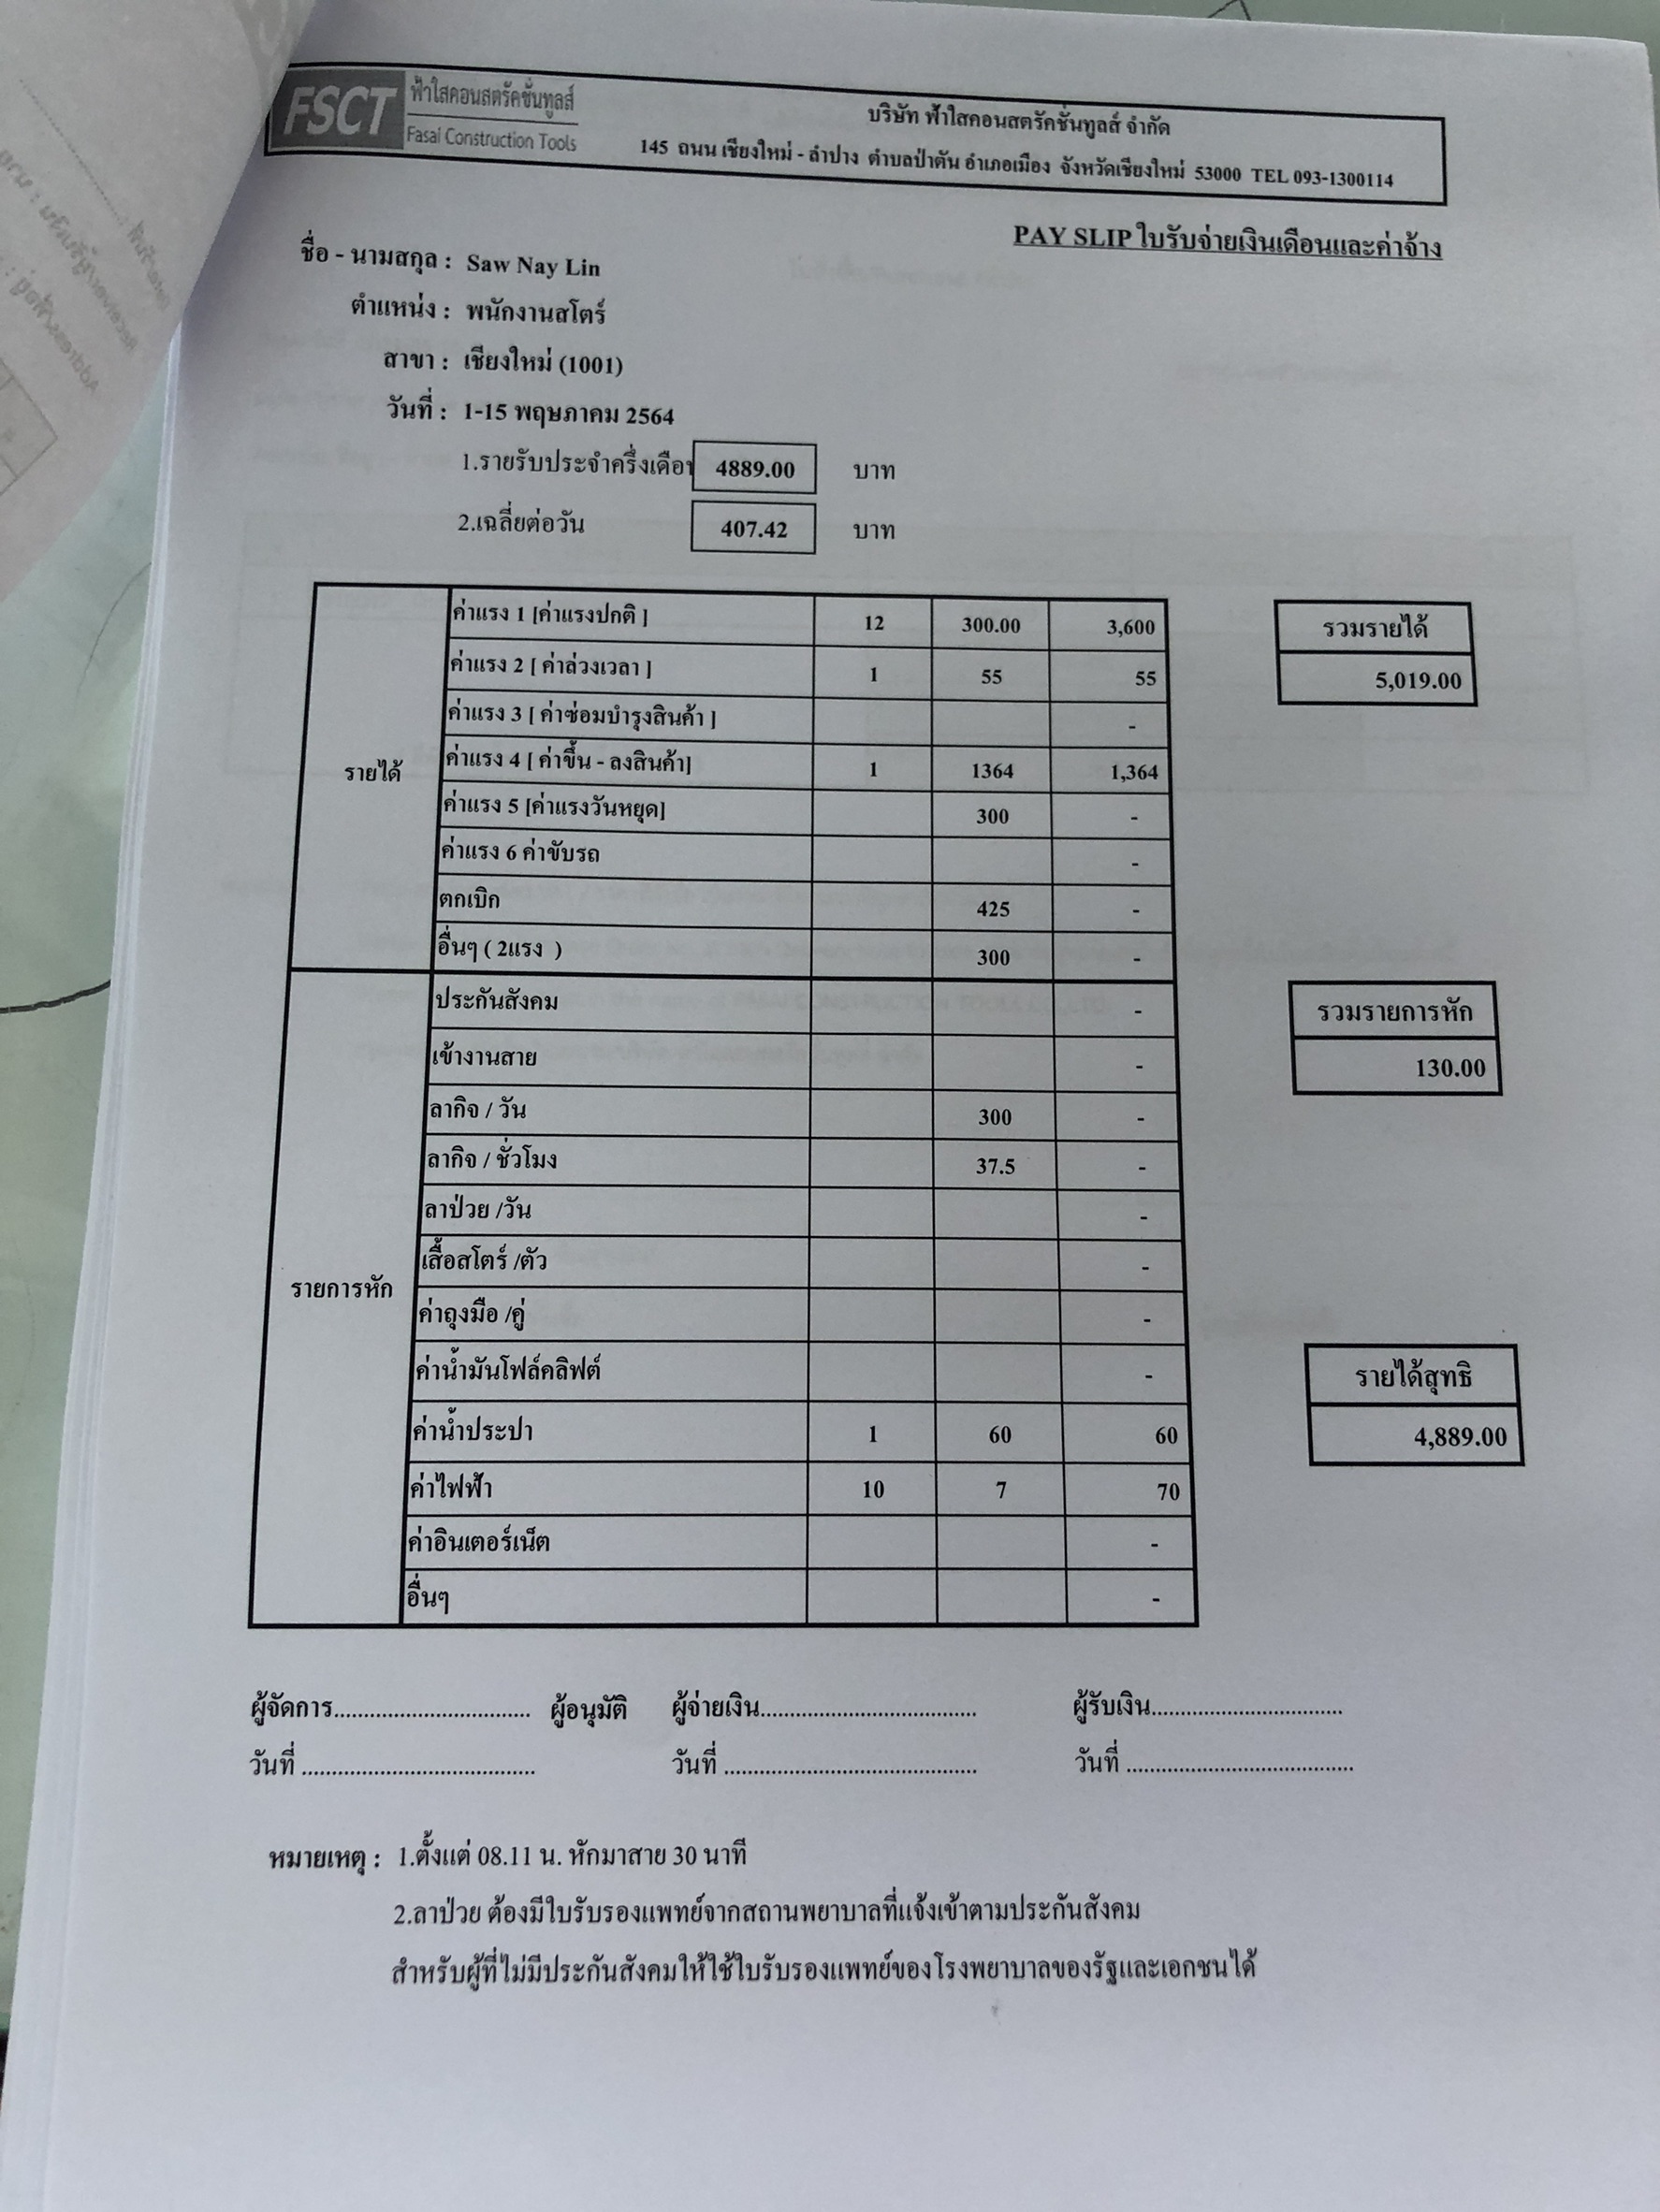 FSCT ฟ้าใสคอนสตรัคชั่นทูลส์
Fasai Construction Tools
บริษัท ฟ้าใสคอนสตรัคชั่นทูลส์ จำกัด
145 ถนน เชียงใหม่ - ลำปาง ตำบลป่าตัน อำเภอเมือง จังหวัดเชียงใหม่ 53000 TEL 093-1300114
PAY SLIP ใบรับจ่ายเงินเดือนและค่าจ้าง
ชื่อ - นามสกุล : Saw Nay Lin
ตำแหน่ง : พนักงานสโตร์
สาขา : เชียงใหม่ (1001)
วันที่ : 1-15 พฤษภาคม 2564
1.รายรับประจำครึ่งเดือน 4889.00 บาท
2.เฉลี่ยต่อวัน 407.42 บาท
รายได้
ค่าแรง 1 [ค่าแรงปกติ ] 12 300.00 3,600
ค่าแรง 2 [ ค่าล่วงเวลา ] 1 55 55
ค่าแรง 3 [ ค่าซ่อมบำรุงสินค้า ] -
ค่าแรง 4 [ ค่าขึ้น - ลงสินค้า] 1 1364 1,364
ค่าแรง 5 [ค่าแรงวันหยุด] 300 -
ค่าแรง 6 ค่าขับรถ -
ตกเบิก 425 -
อื่นๆ ( 2แรง ) 300 -
รวมรายได้
5,019.00
รายการหัก
ประกันสังคม -
เข้างานสาย -
ลากิจ / วัน 300 -
ลากิจ / ชั่วโมง 37.5 -
ลาป่วย /วัน -
เสื้อสโตร์ /ตัว -
ค่าถุงมือ /คู่ -
ค่าน้ำมันโฟล์คลิฟต์ -
ค่าน้ำประปา 1 60 60
ค่าไฟฟ้า 10 7 70
ค่าอินเตอร์เน็ต -
อื่นๆ -
รวมรายการหัก
130.00
รายได้สุทธิ
4,889.00
ผู้จัดการ................................. ผู้อนุมัติ ผู้จ่ายเงิน.................................... ผู้รับเงิน................................
วันที่ ....................................... วันที่ .......................................... วันที่ ......................................
หมายเหตุ : 1.ตั้งแต่ 08.11 น. หักมาสาย 30 นาที
2.ลาป่วย ต้องมีใบรับรองแพทย์จากสถานพยาบาลที่แจ้งเข้าตามประกันสังคม
สำหรับผู้ที่ไม่มีประกันสังคมให้ใช้ใบรับรองแพทย์ของโรงพยาบาลของรัฐและเอกชนได้